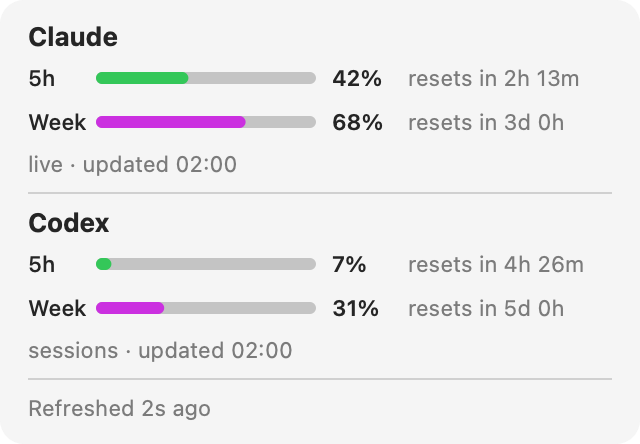 Claude
5h 42% resets in 2h 13m
Week 68% resets in 3d 0h
live · updated 02:00
Codex
5h 7% resets in 4h 26m
Week 31% resets in 5d 0h
sessions · updated 02:00
Refreshed 2s ago